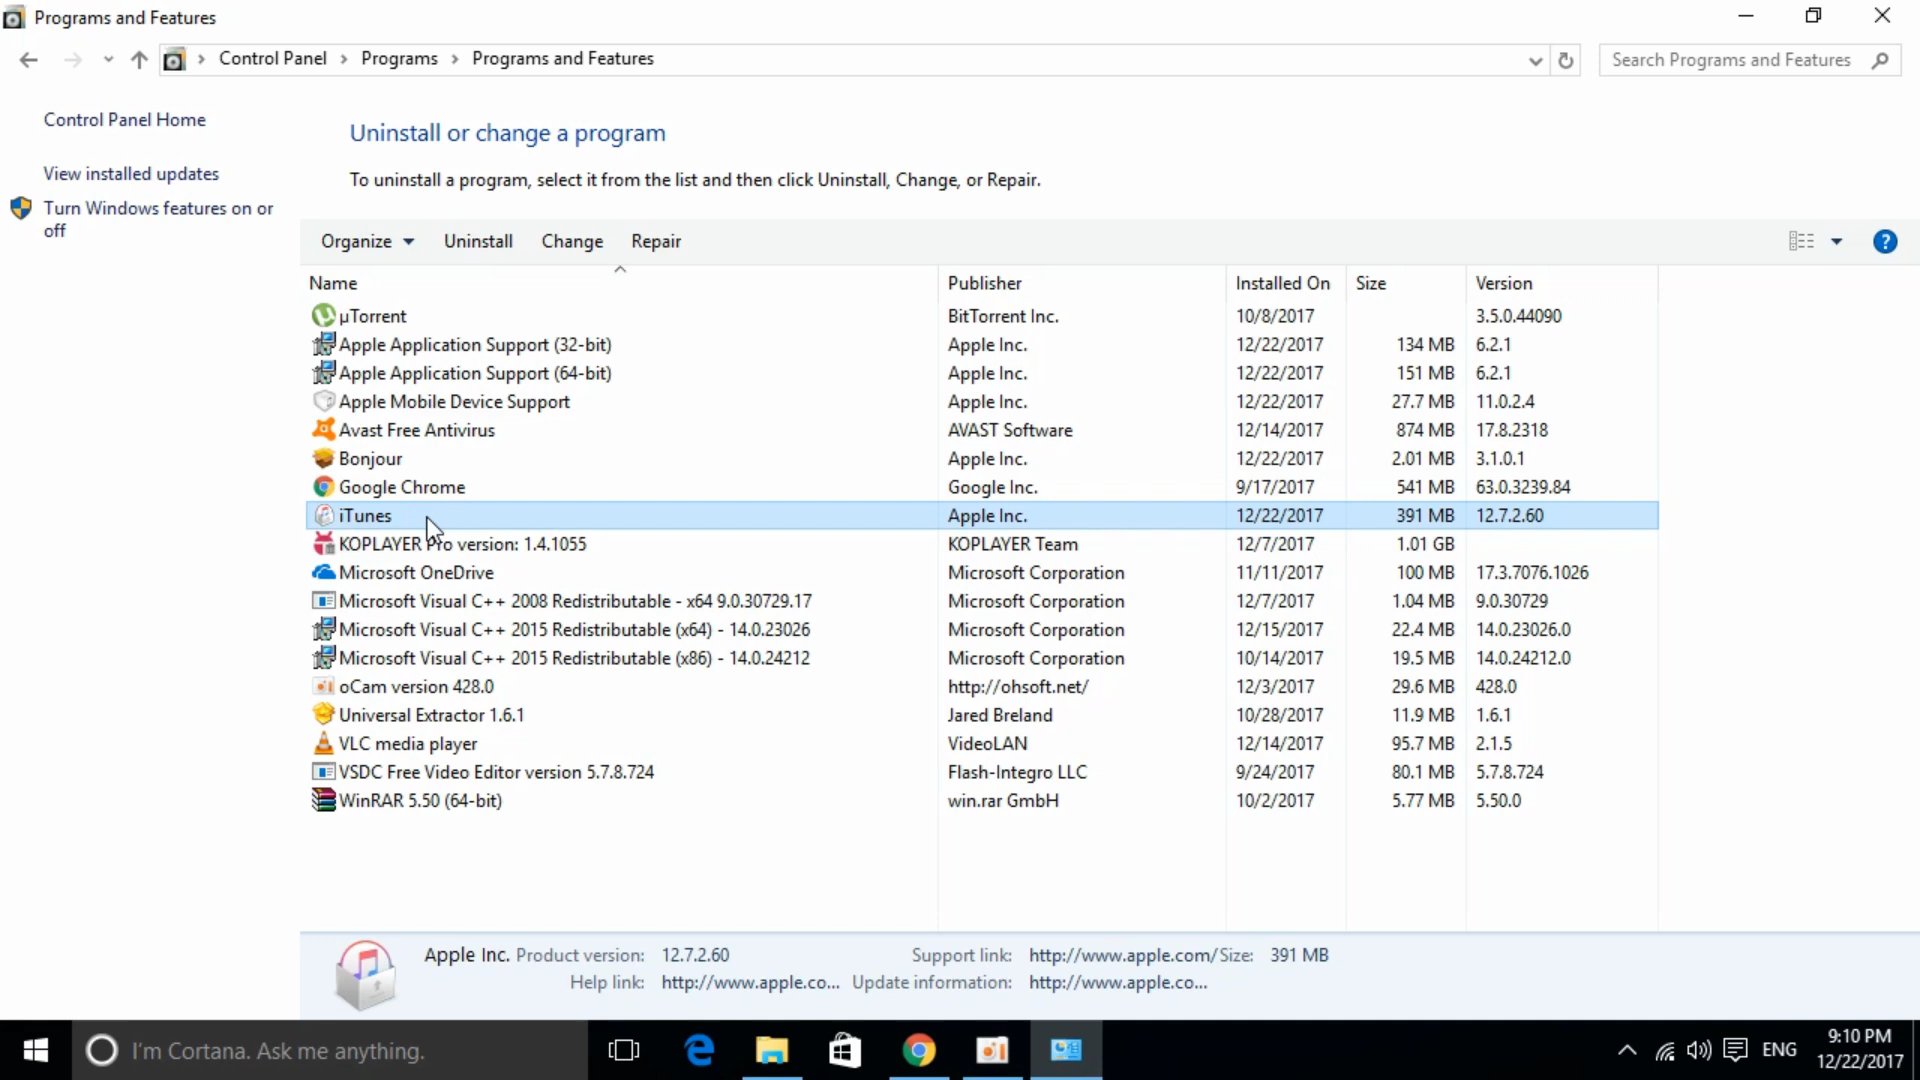 Programs and Features
Control Panel > Programs > Programs and Features
Search Programs and Features
Control Panel Home
View installed updates
Turn Windows features on or
off
Uninstall or change a program
To uninstall a program, select it from the list and then click Uninstall, Change, or Repair.
Organize Uninstall Change Repair
Name Publisher Installed On Size Version
µTorrent BitTorrent Inc. 10/8/2017 3.5.0.44090
Apple Application Support (32-bit) Apple Inc. 12/22/2017 134 MB 6.2.1
Apple Application Support (64-bit) Apple Inc. 12/22/2017 151 MB 6.2.1
Apple Mobile Device Support Apple Inc. 12/22/2017 27.7 MB 11.0.2.4
Avast Free Antivirus AVAST Software 12/14/2017 874 MB 17.8.2318
Bonjour Apple Inc. 12/22/2017 2.01 MB 3.1.0.1
Google Chrome Google Inc. 9/17/2017 541 MB 63.0.3239.84
iTunes Apple Inc. 12/22/2017 391 MB 12.7.2.60
KOPLAYER Pro version: 1.4.1055 KOPLAYER Team 12/7/2017 1.01 GB
Microsoft OneDrive Microsoft Corporation 11/11/2017 100 MB 17.3.7076.1026
Microsoft Visual C++ 2008 Redistributable - x64 9.0.30729.17 Microsoft Corporation 12/7/2017 1.04 MB 9.0.30729
Microsoft Visual C++ 2015 Redistributable (x64) - 14.0.23026 Microsoft Corporation 12/15/2017 22.4 MB 14.0.23026.0
Microsoft Visual C++ 2015 Redistributable (x86) - 14.0.24212 Microsoft Corporation 10/14/2017 19.5 MB 14.0.24212.0
oCam version 428.0 http://ohsoft.net/ 12/3/2017 29.6 MB 428.0
Universal Extractor 1.6.1 Jared Breland 10/28/2017 11.9 MB 1.6.1
VLC media player VideoLAN 12/14/2017 95.7 MB 2.1.5
VSDC Free Video Editor version 5.7.8.724 Flash-Integro LLC 9/24/2017 80.1 MB 5.7.8.724
WinRAR 5.50 (64-bit) win.rar GmbH 10/2/2017 5.77 MB 5.50.0
Apple Inc. Product version: 12.7.2.60 Support link: http://www.apple.com/ Size: 391 MB
Help link: http://www.apple.co... Update information: http://www.apple.co...
I'm Cortana. Ask me anything.
ENG
9:10 PM
12/22/2017